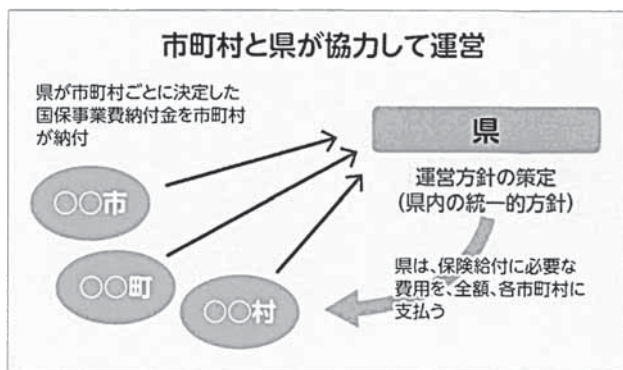 市町村と県が協力して運営
県が市町村ごとに決定した
国保事業費納付金を市町村
が納付
県
運営方針の策定
(県内の統一的方針)
○○市
○○町
○○村
県は、保険給付に必要な
費用を、全額、各市町村に
支払う